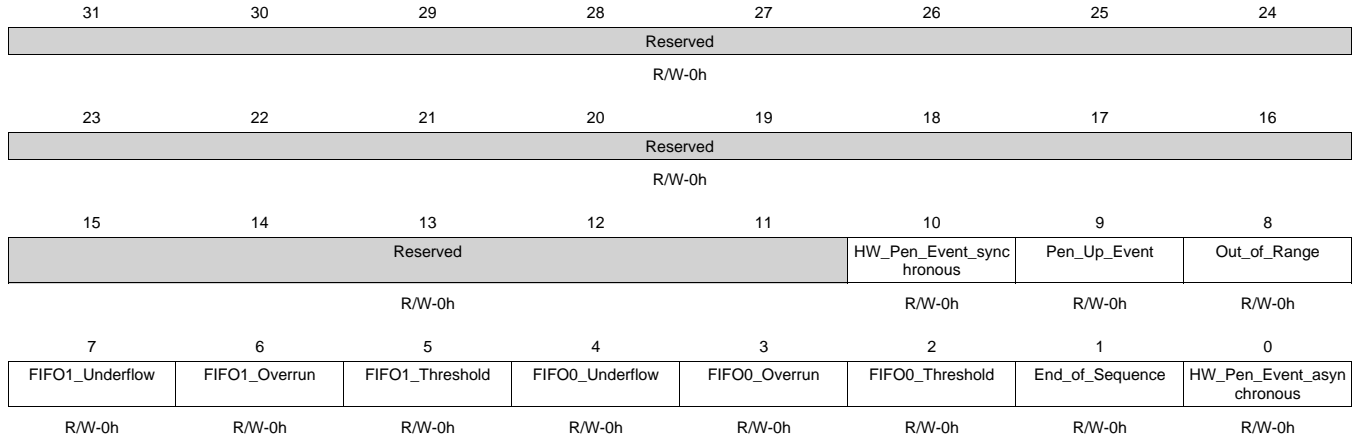 31 30 29 28 27 26 25 24
Reserved
R/W-0h
23 22 21 20 19 18 17 16
Reserved
R/W-0h
15 14 13 12 11 10 9 8
Reserved HW_Pen_Event_sync Pen_Up_Event Out_of_Range
hronous
R/W-0h R/W-0h R/W-0h R/W-0h
7 6 5 4 3 2 1 0
FIFO1_Underflow FIFO1_Overrun FIFO1_Threshold FIFO0_Underflow FIFO0_Overrun FIFO0_Threshold End_of_Sequence HW_Pen_Event_asyn
chronous
R/W-0h R/W-0h R/W-0h R/W-0h R/W-0h R/W-0h R/W-0h R/W-0h